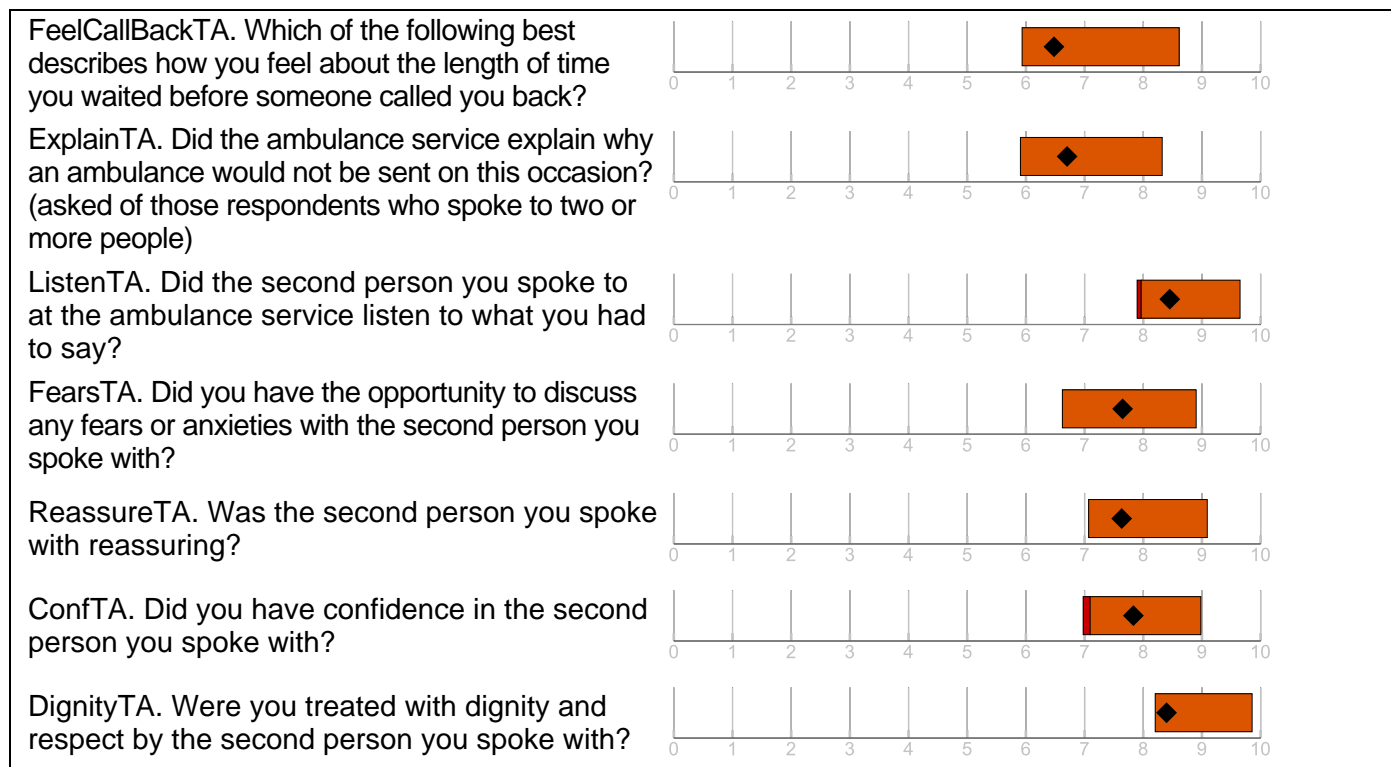 FeelCallBackTA. Which of the following best
describes how you feel about the length of time
you waited before someone called you back?
0 1 2 3 4 5 6 7 8 9 10
ExplainTA. Did the ambulance service explain why
an ambulance would not be sent on this occasion?
(asked of those respondents who spoke to two or
more people)
0 1 2 3 4 5 6 7 8 9 10
ListenTA. Did the second person you spoke to
at the ambulance service listen to what you had
to say?
0 1 2 3 4 5 6 7 8 9 10
FearsTA. Did you have the opportunity to discuss
any fears or anxieties with the second person you
spoke with?
0 1 2 3 4 5 6 7 8 9 10
ReassureTA. Was the second person you spoke
with reassuring?
0 1 2 3 4 5 6 7 8 9 10
ConfTA. Did you have confidence in the second
person you spoke with?
0 1 2 3 4 5 6 7 8 9 10
DignityTA. Were you treated with dignity and
respect by the second person you spoke with?
0 1 2 3 4 5 6 7 8 9 10